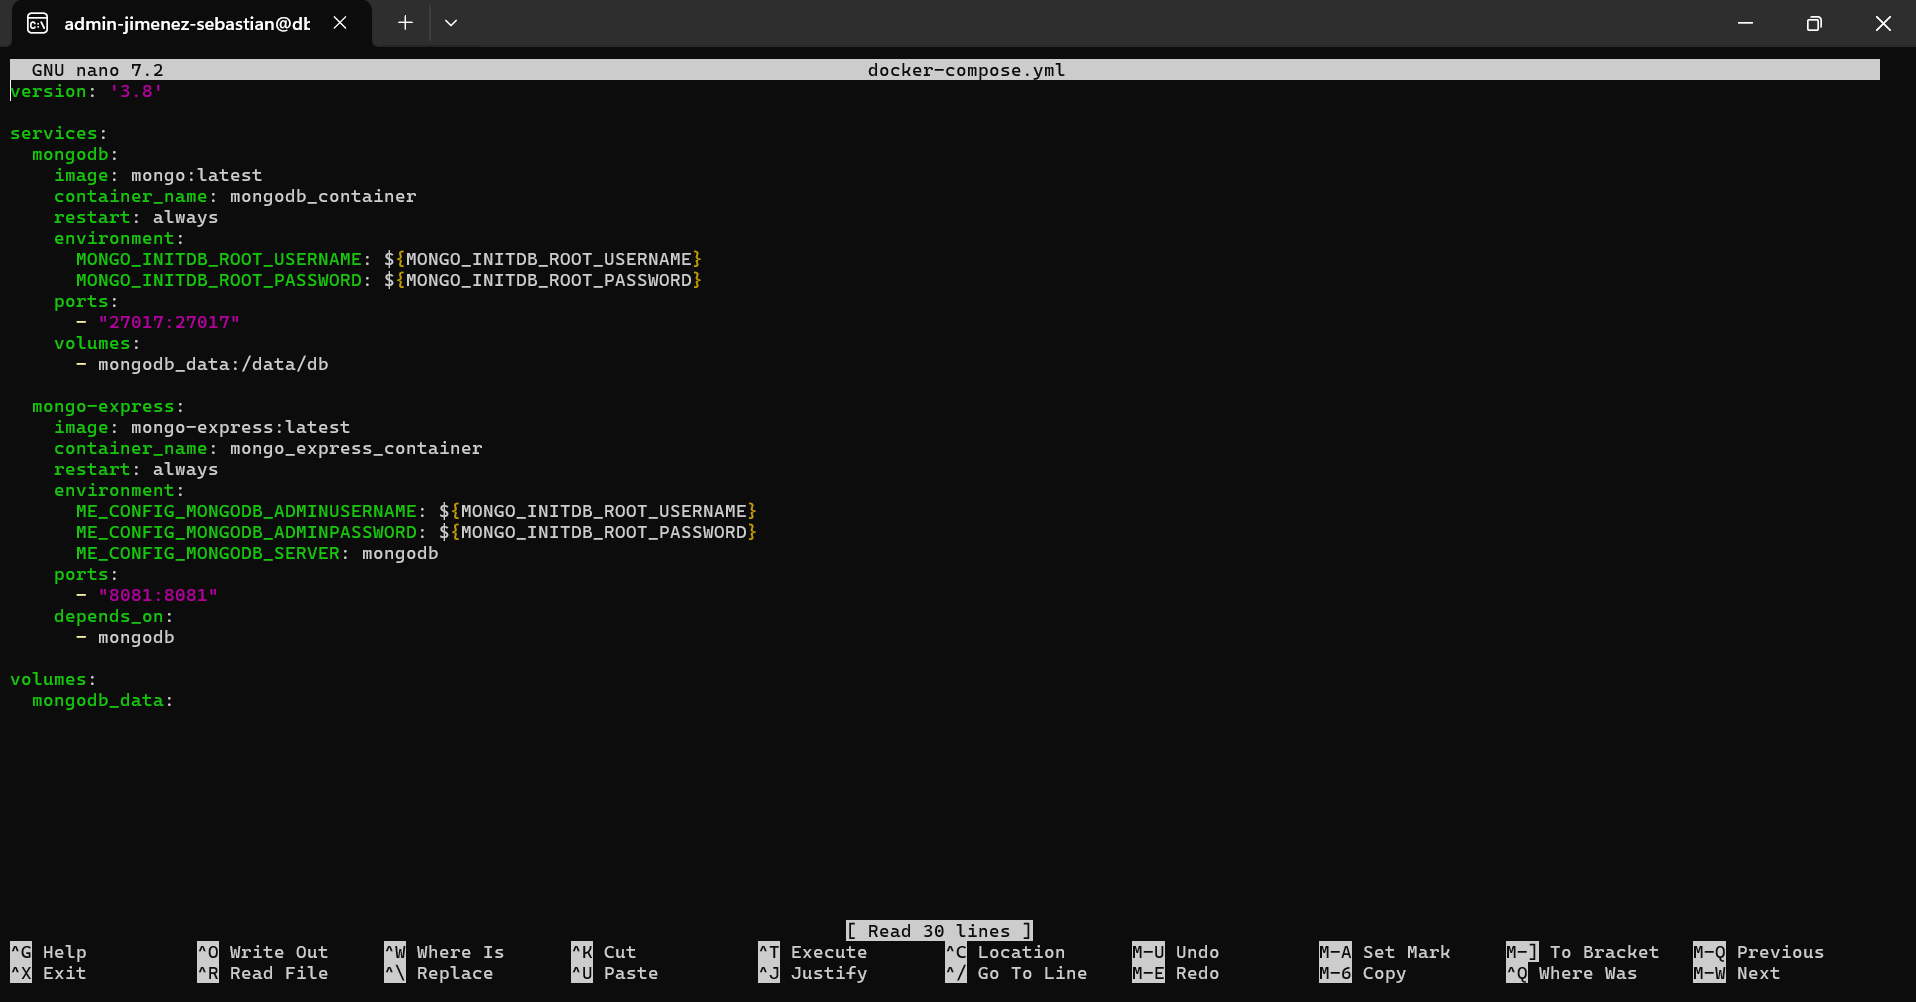 admin-jimenez-sebastian@db
GNU nano 7.2 docker-compose.yml
version: '3.8'

services:
  mongodb:
    image: mongo:latest
    container_name: mongodb_container
    restart: always
    environment:
      MONGO_INITDB_ROOT_USERNAME: ${MONGO_INITDB_ROOT_USERNAME}
      MONGO_INITDB_ROOT_PASSWORD: ${MONGO_INITDB_ROOT_PASSWORD}
    ports:
      - "27017:27017"
    volumes:
      - mongodb_data:/data/db

  mongo-express:
    image: mongo-express:latest
    container_name: mongo_express_container
    restart: always
    environment:
      ME_CONFIG_MONGODB_ADMINUSERNAME: ${MONGO_INITDB_ROOT_USERNAME}
      ME_CONFIG_MONGODB_ADMINPASSWORD: ${MONGO_INITDB_ROOT_PASSWORD}
      ME_CONFIG_MONGODB_SERVER: mongodb
    ports:
      - "8081:8081"
    depends_on:
      - mongodb

volumes:
  mongodb_data:

[ Read 30 lines ]
^G Help ^O Write Out ^W Where Is ^K Cut ^T Execute ^C Location M-U Undo M-A Set Mark M-] To Bracket M-Q Previous
^X Exit ^R Read File ^\ Replace ^U Paste ^J Justify ^/ Go To Line M-E Redo M-6 Copy ^Q Where Was M-W Next